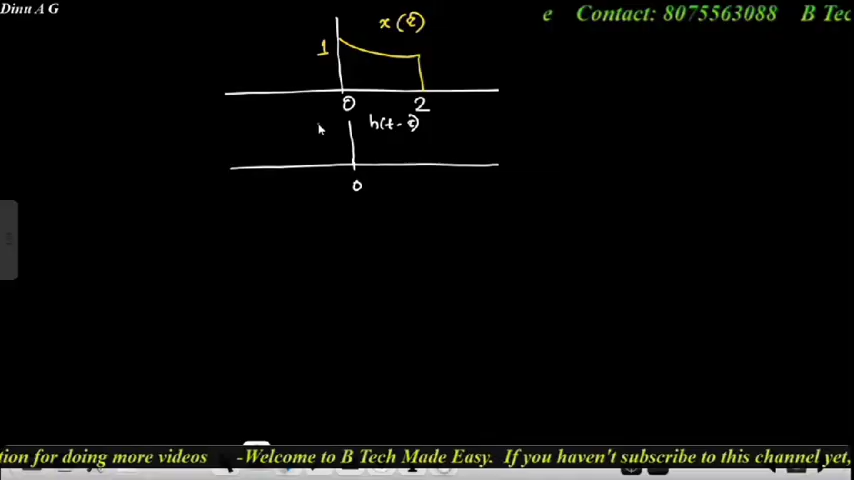 Dinu A G
e Contact: 8075563088 B Tec
x(τ)
1
0 2
h(t-τ)
0
tion for doing more videos -Welcome to B Tech Made Easy. If you haven't subscribe to this channel yet,